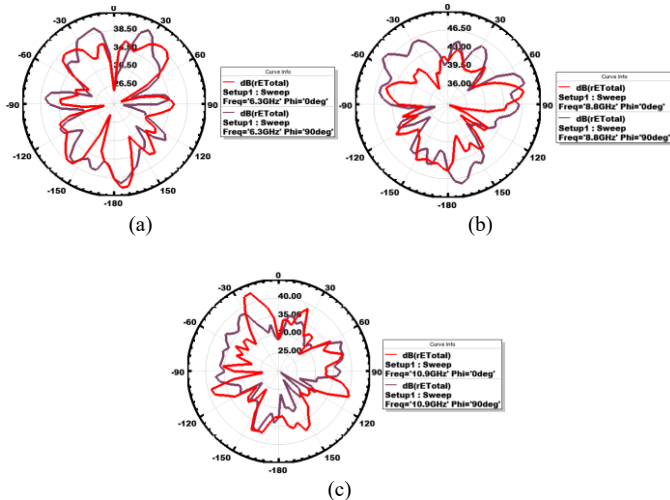 0
-30
30
-60
60
-90
90
-120
120
-150
150
-180
38.50
34.50
30.50
26.50
Curve Info
dB(rETotal)
Setup1 : Sweep
Freq='6.3GHz' Phi='0deg'
dB(rETotal)
Setup1 : Sweep
Freq='6.3GHz' Phi='90deg'
(a)
0
-30
30
-60
60
-90
90
-120
120
-150
150
-180
46.50
43.00
39.50
36.00
Curve Info
dB(rETotal)
Setup1 : Sweep
Freq='8.8GHz' Phi='0deg'
dB(rETotal)
Setup1 : Sweep
Freq='8.8GHz' Phi='90deg'
(b)
0
-30
30
-60
60
-90
90
-120
120
-150
150
-180
40.00
35.00
30.00
25.00
Curve Info
dB(rETotal)
Setup1 : Sweep
Freq='10.9GHz' Phi='0deg'
dB(rETotal)
Setup1 : Sweep
Freq='10.9GHz' Phi='90deg'
(c)